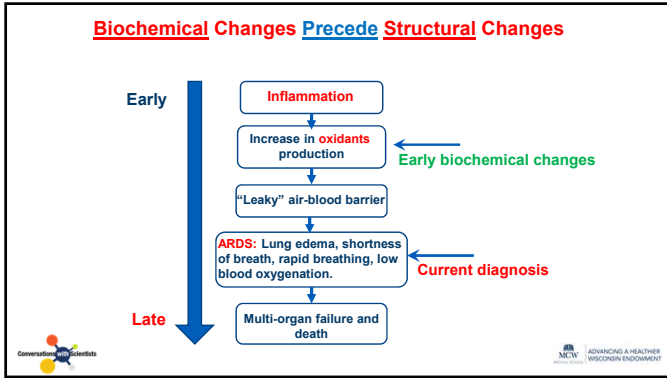 Biochemical Changes Precede Structural Changes
Early
Inflammation
Increase in oxidants
production
Early biochemical changes
“Leaky” air-blood barrier
ARDS: Lung edema, shortness
of breath, rapid breathing, low
blood oxygenation.
Current diagnosis
Late
Multi-organ failure and
death
Conversations with Scientists
MCW
ADVANCING A HEALTHIER
WISCONSIN ENDOWMENT